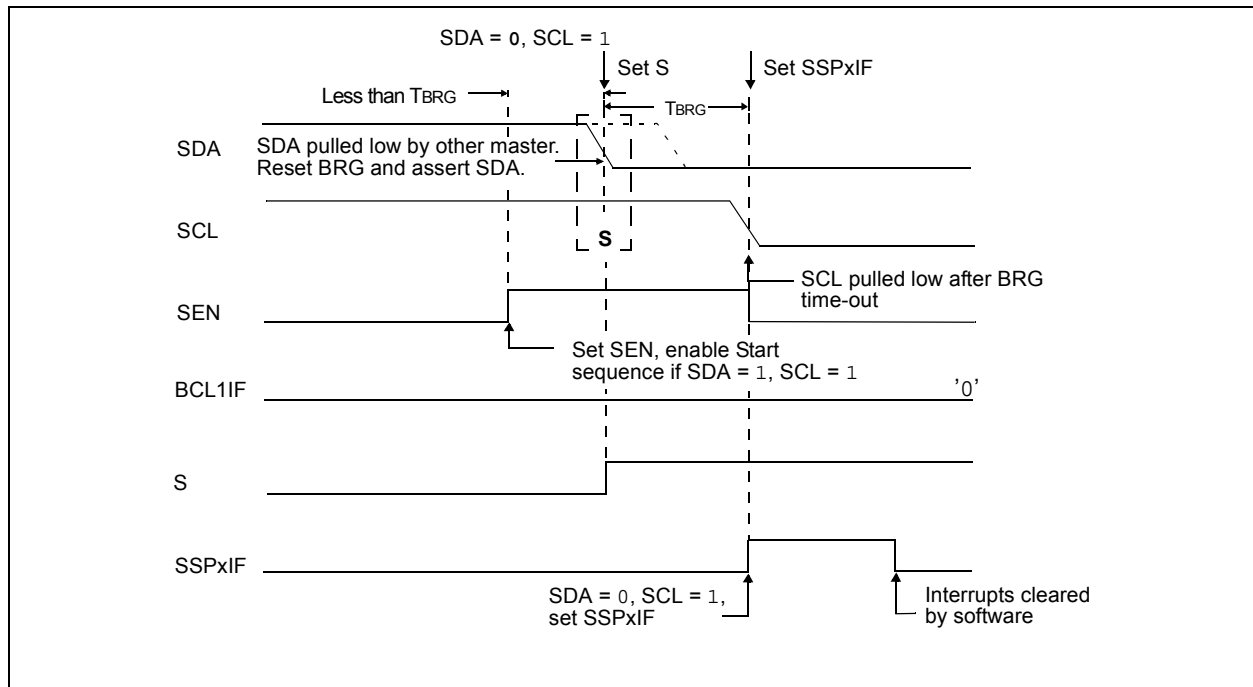 SDA = 0, SCL = 1
Set S
Set SSPxIF
Less than TBRG
TBRG
SDA
SDA pulled low by other master.
Reset BRG and assert SDA.
SCL
S
SCL pulled low after BRG
time-out
SEN
Set SEN, enable Start
sequence if SDA = 1, SCL = 1
BCL1IF
’0’
S
SSPxIF
SDA = 0, SCL = 1,
set SSPxIF
Interrupts cleared
by software